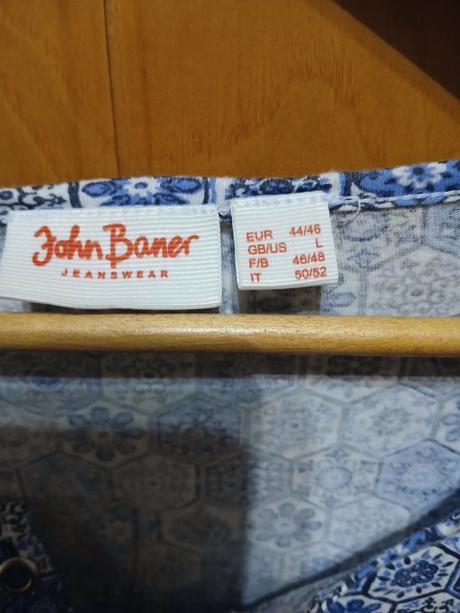 John Baner
JEANSWEAR
EUR 44/46
GB/US L
F/B 46/48
IT 50/52